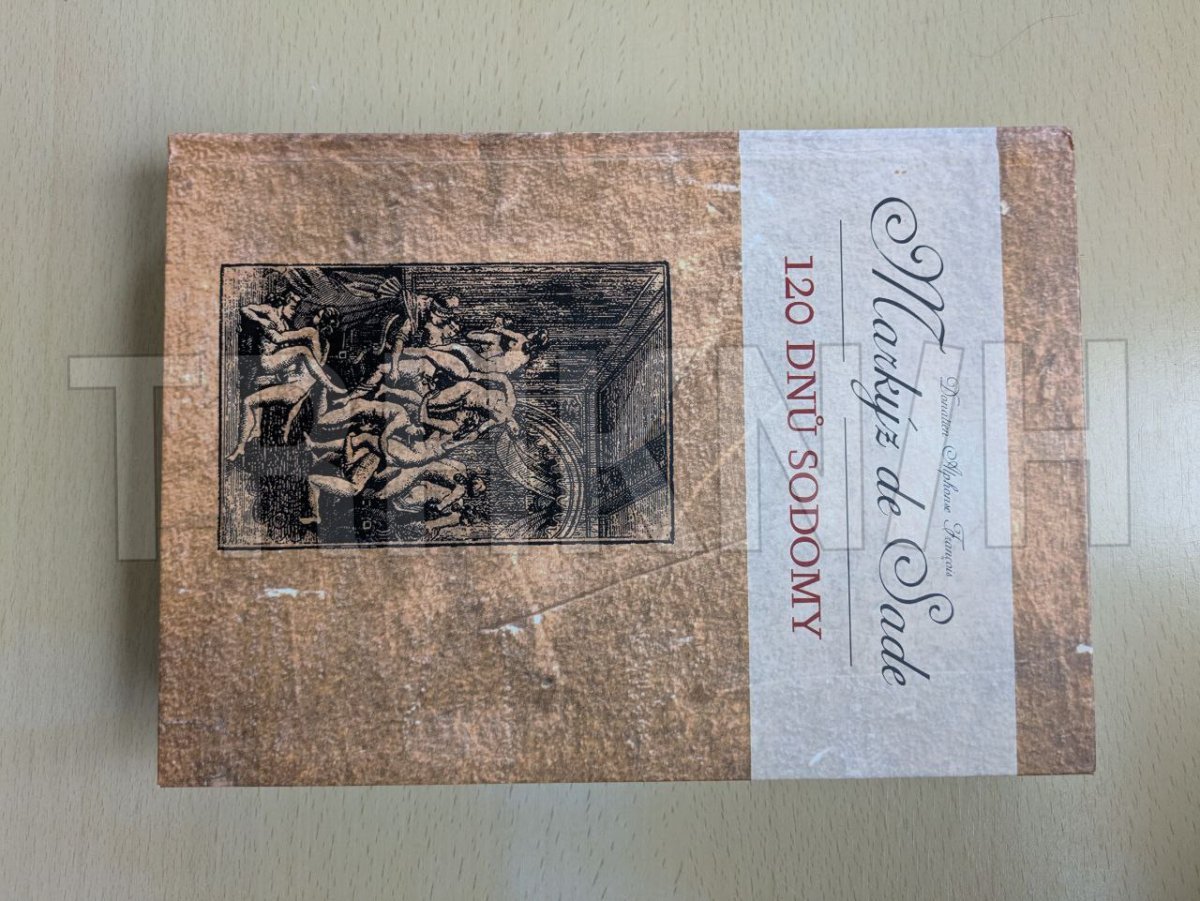 Donatien Alphonse François
Markýz de Sade
120 DNŮ SODOMY